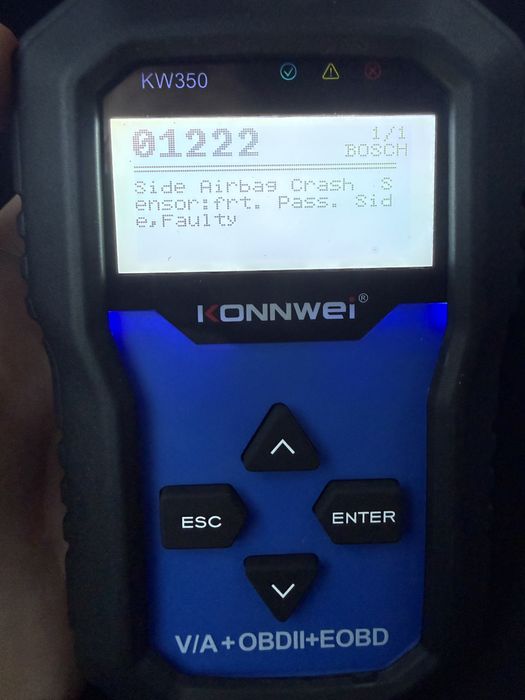 KW350
01222
1/1
BOSCH
Side Airbag Crash S
ensor:frt. Pass. Sid
e,Faulty
KONNWEI®
ESC
ENTER
V/A+OBDII+EOBD